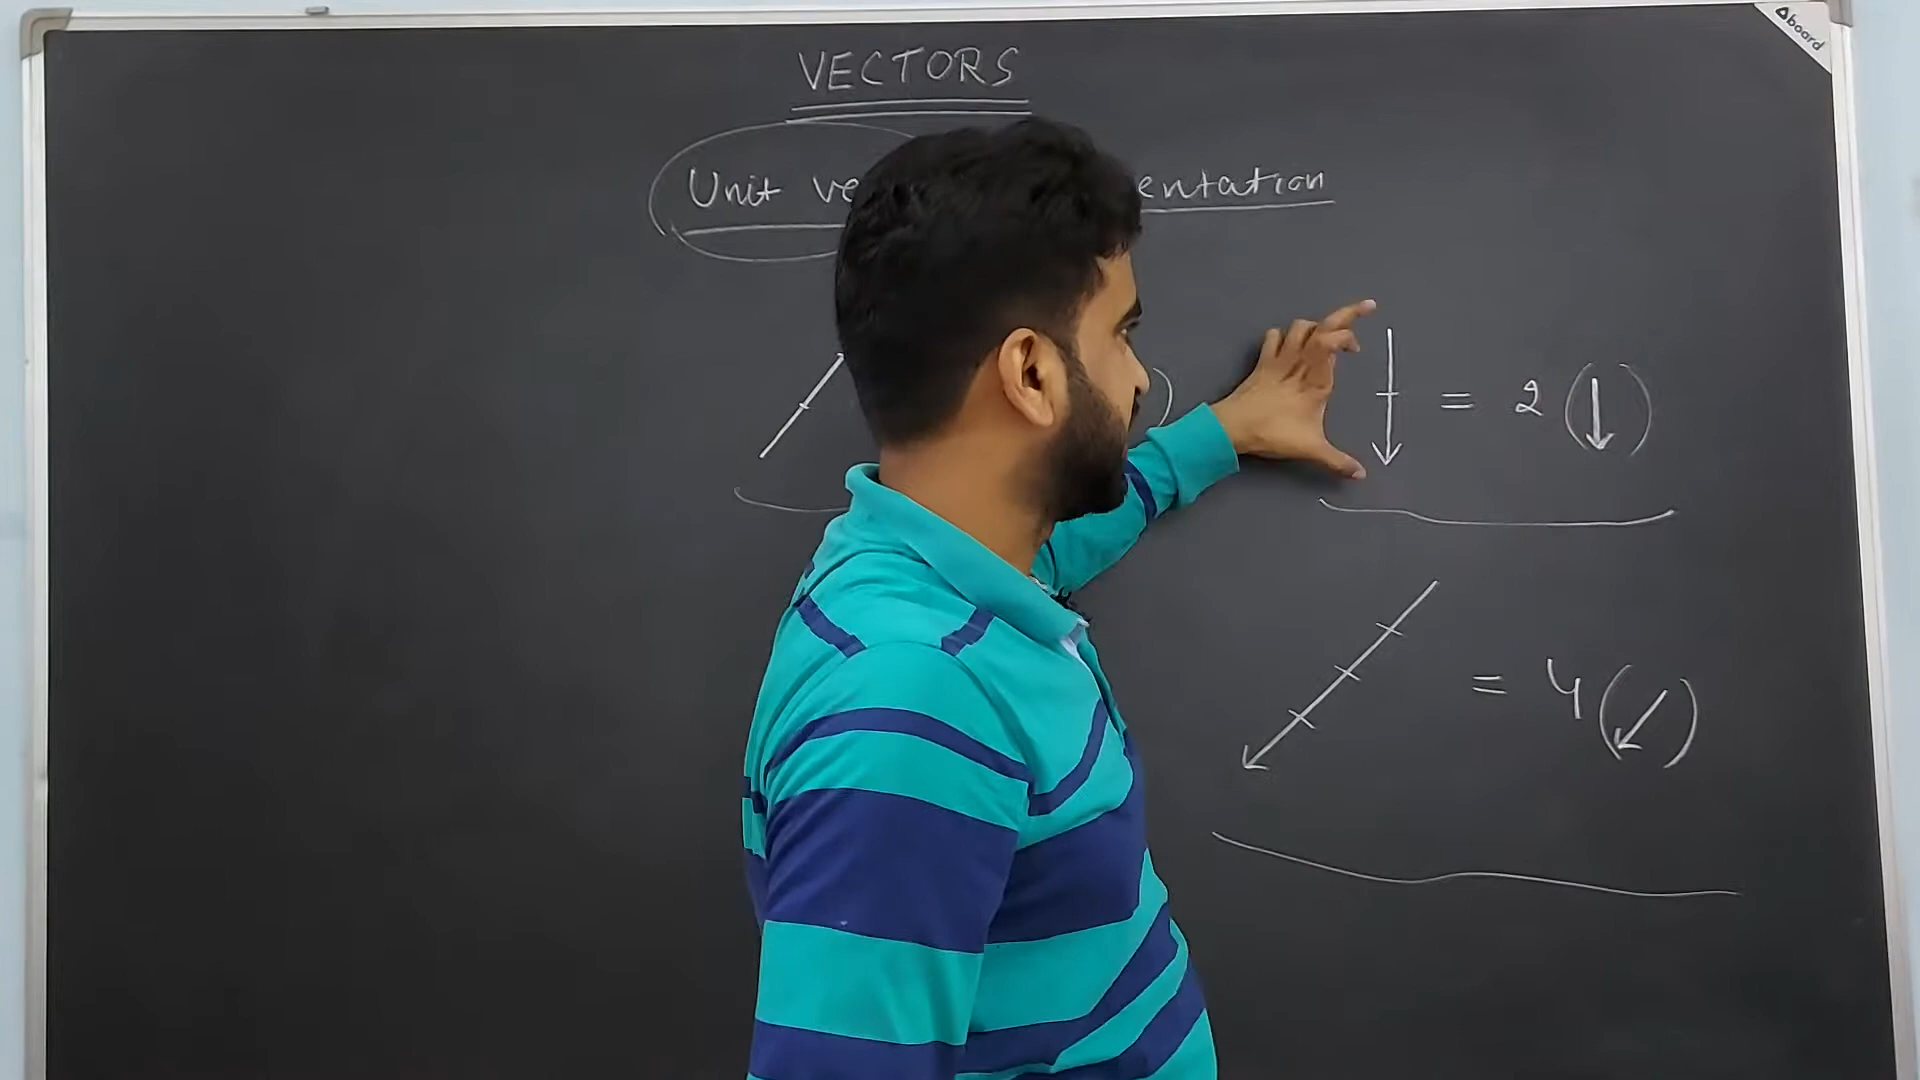 VECTORS
Unit ve entation
= 2 (↓)
= 4 (↙)
board